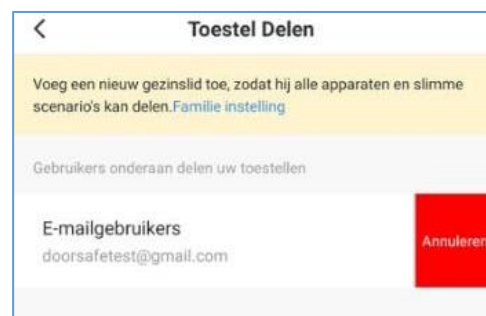 Toestel Delen
Voeg een nieuw gezinslid toe, zodat hij alle apparaten en slimme
scenario's kan delen.Familie instelling
Gebruikers onderaan delen uw toestellen
E-mailgebruikers
doorsafetest@gmail.com
Annuleren